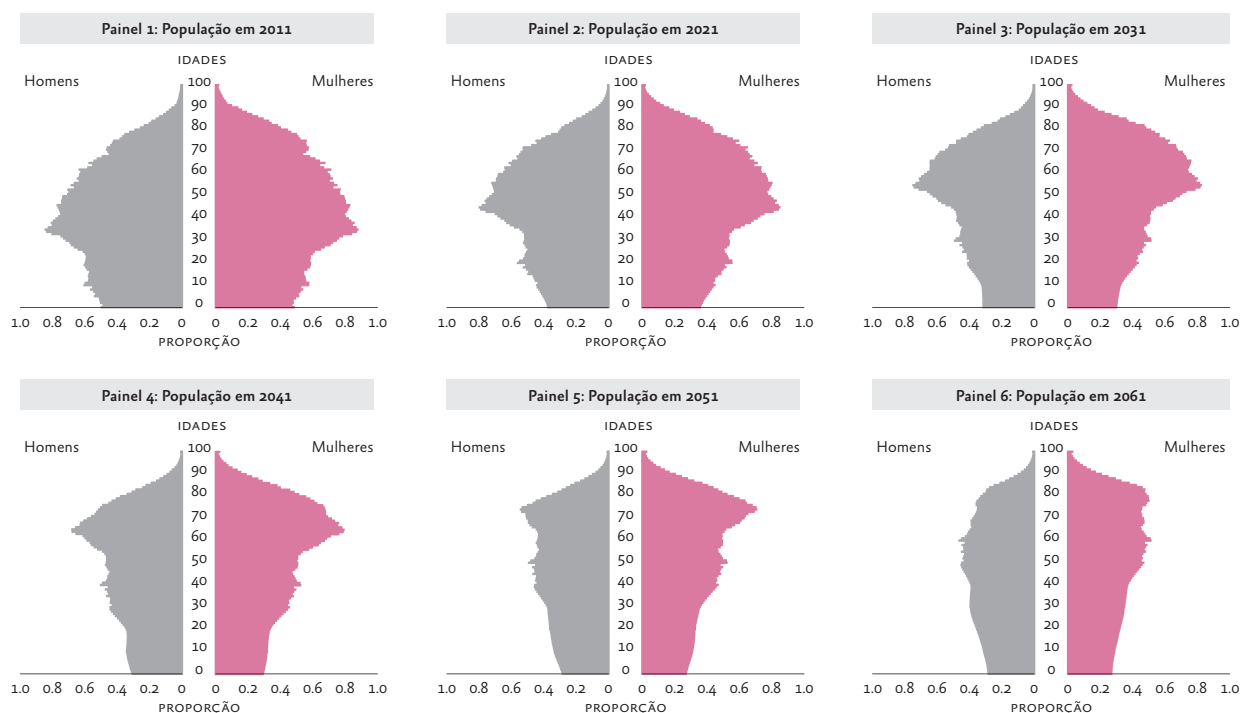 Painel 1: População em 2011
IDADES
Homens
Mulheres
100
90
80
70
60
50
40
30
20
10
0
1.0 0.8 0.6 0.4 0.2 0 0 0.2 0.4 0.6 0.8 1.0
PROPORÇÃO
Painel 2: População em 2021
IDADES
Homens
Mulheres
100
90
80
70
60
50
40
30
20
10
0
1.0 0.8 0.6 0.4 0.2 0 0 0.2 0.4 0.6 0.8 1.0
PROPORÇÃO
Painel 3: População em 2031
IDADES
Homens
Mulheres
100
90
80
70
60
50
40
30
20
10
0
1.0 0.8 0.6 0.4 0.2 0 0 0.2 0.4 0.6 0.8 1.0
PROPORÇÃO
Painel 4: População em 2041
IDADES
Homens
Mulheres
100
90
80
70
60
50
40
30
20
10
0
1.0 0.8 0.6 0.4 0.2 0 0 0.2 0.4 0.6 0.8 1.0
PROPORÇÃO
Painel 5: População em 2051
IDADES
Homens
Mulheres
100
90
80
70
60
50
40
30
20
10
0
1.0 0.8 0.6 0.4 0.2 0 0 0.2 0.4 0.6 0.8 1.0
PROPORÇÃO
Painel 6: População em 2061
IDADES
Homens
Mulheres
100
90
80
70
60
50
40
30
20
10
0
1.0 0.8 0.6 0.4 0.2 0 0 0.2 0.4 0.6 0.8 1.0
PROPORÇÃO